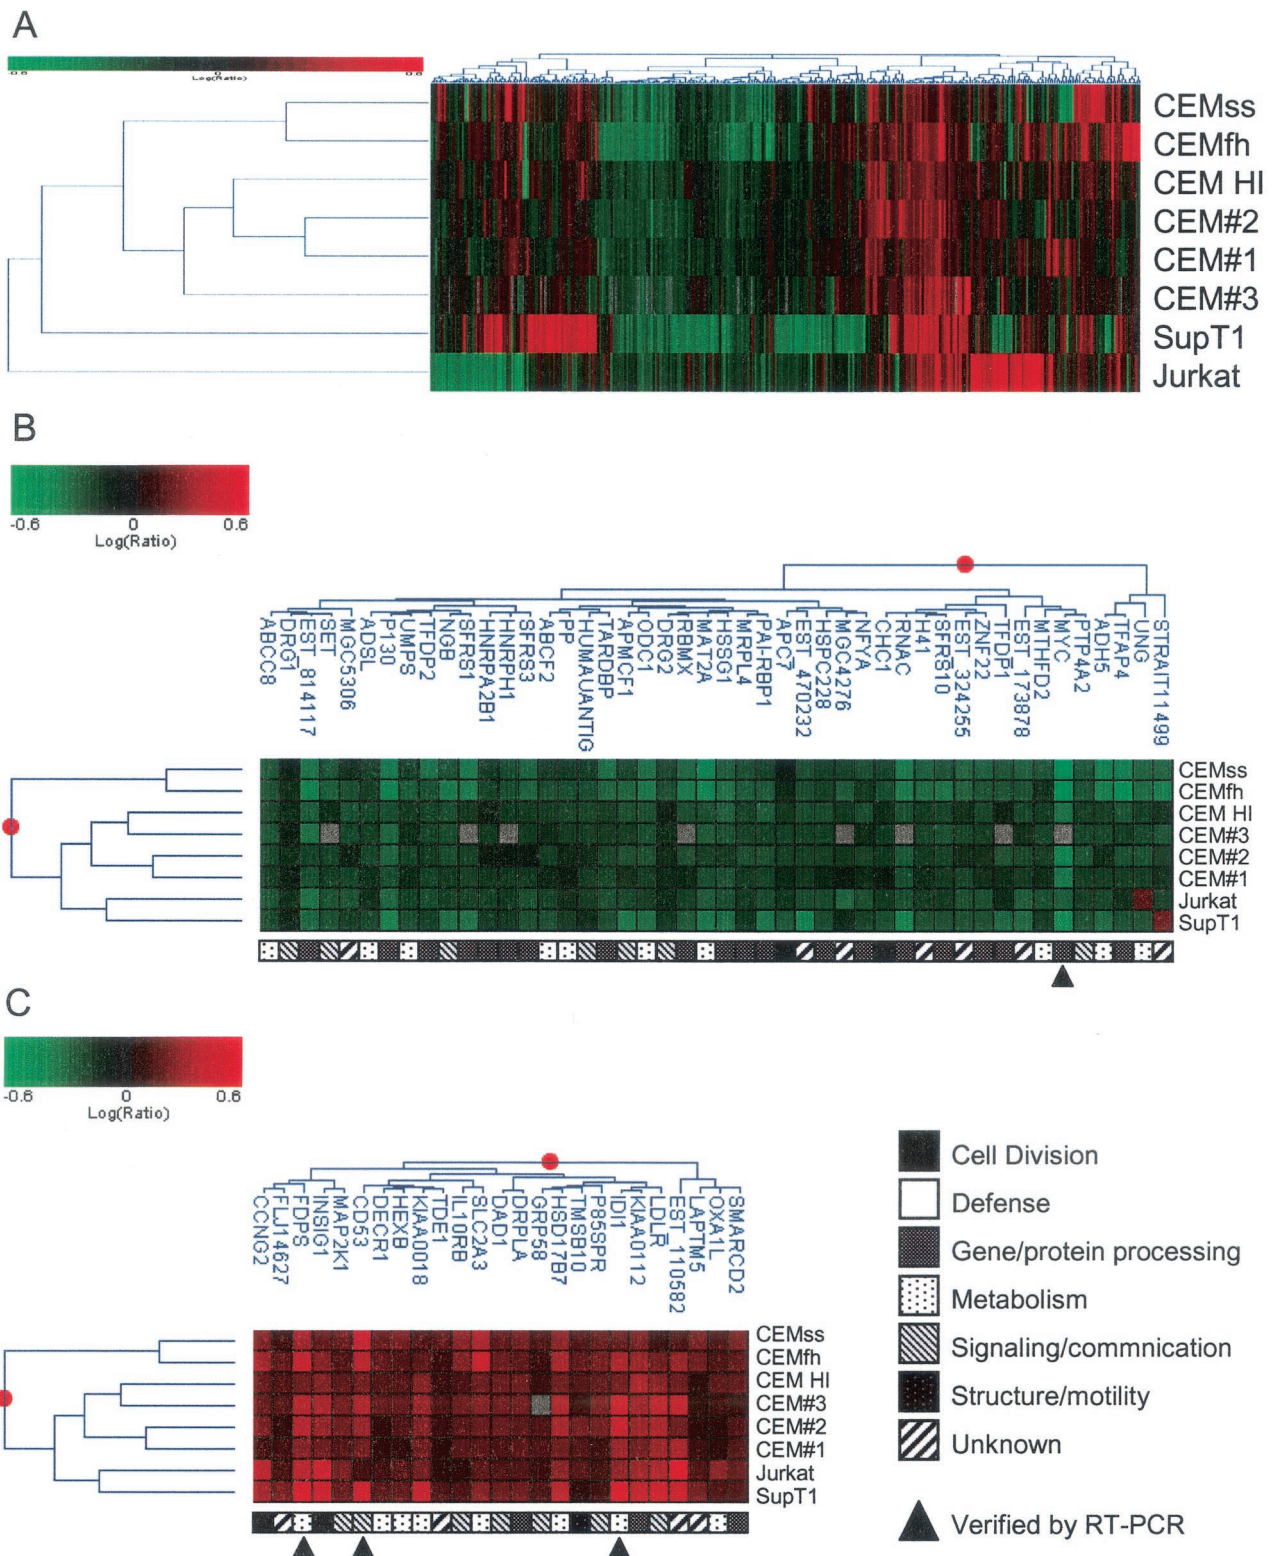 A
-0.6 0 0.6
Log(Ratio)
CEMss
CEMfh
CEM HI
CEM#2
CEM#1
CEM#3
SupT1
Jurkat
B
-0.6 0 0.6
Log(Ratio)
ABCC8
DRG1
EST_814117
SET
MGC5306
ADSL
P130
UMPS
TFDP2
NGB
SFRS1
HNRPA2B1
HNRPH1
SFRS3
ABCF2
PP
HUMAUANTIG
TARDBP
APMCF1
ODC1
DRG2
RBMX
MAT2A
HSSG1
MRPL4
PAI-RBP1
APC7
EST_470232
HSPC228
MGC4276
NFYA
CHC1
RNAC
H41
SFRS10
EST_324255
ZNF22
TFDP1
EST_173878
MTHFD2
MYC
PTP4A2
ADH5
TFAP4
UNG
STRAIT11499
CEMss
CEMfh
CEM HI
CEM#3
CEM#2
CEM#1
Jurkat
SupT1
C
-0.6 0 0.6
Log(Ratio)
CCNG2
FLJ14627
FDPS
INSIG1
MAP2K1
CD53
DECR1
HEXB
KIAA0018
TDE1
IL10RB
SLC2A3
DAD1
DRPLA
GRP58
HSD17B7
TMSB10
P85SPR
IDI1
KIAA0112
LDLR
EST_110582
LAPTM5
OXA1L
SMARCD2
CEMss
CEMfh
CEM HI
CEM#3
CEM#2
CEM#1
Jurkat
SupT1
Cell Division
Defense
Gene/protein processing
Metabolism
Signaling/commnication
Structure/motility
Unknown
Verified by RT-PCR